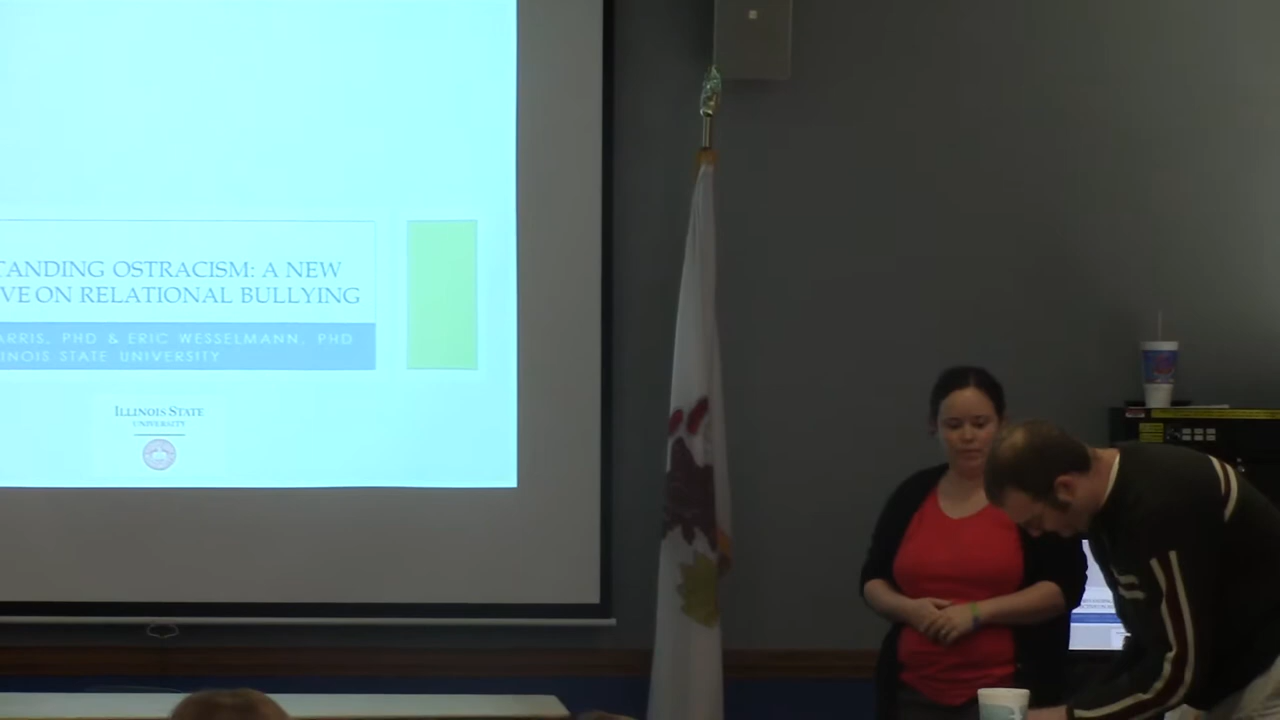 TANDING OSTRACISM: A NEW
VE ON RELATIONAL BULLYING
ARRIS, PHD & ERIC WESSELMANN, PHD
INOIS STATE UNIVERSITY
ILLINOIS STATE
UNIVERSITY